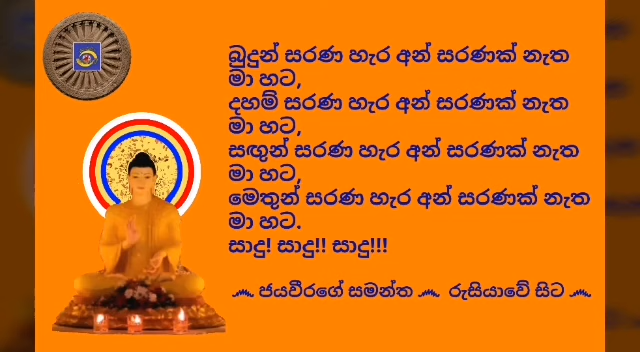 බුදුන් සරණ හැර අන් සරණක් නැත
මා හට,
දහම් සරණ හැර අන් සරණක් නැත
මා හට,
සඟුන් සරණ හැර අන් සරණක් නැත
මා හට,
මෙතුන් සරණ හැර අන් සරණක් නැත
මා හට.
සාදු! සාදු!! සාදු!!!
෴ ජයවීරගේ සමන්ත ෴ රුසියාවේ සිට ෴